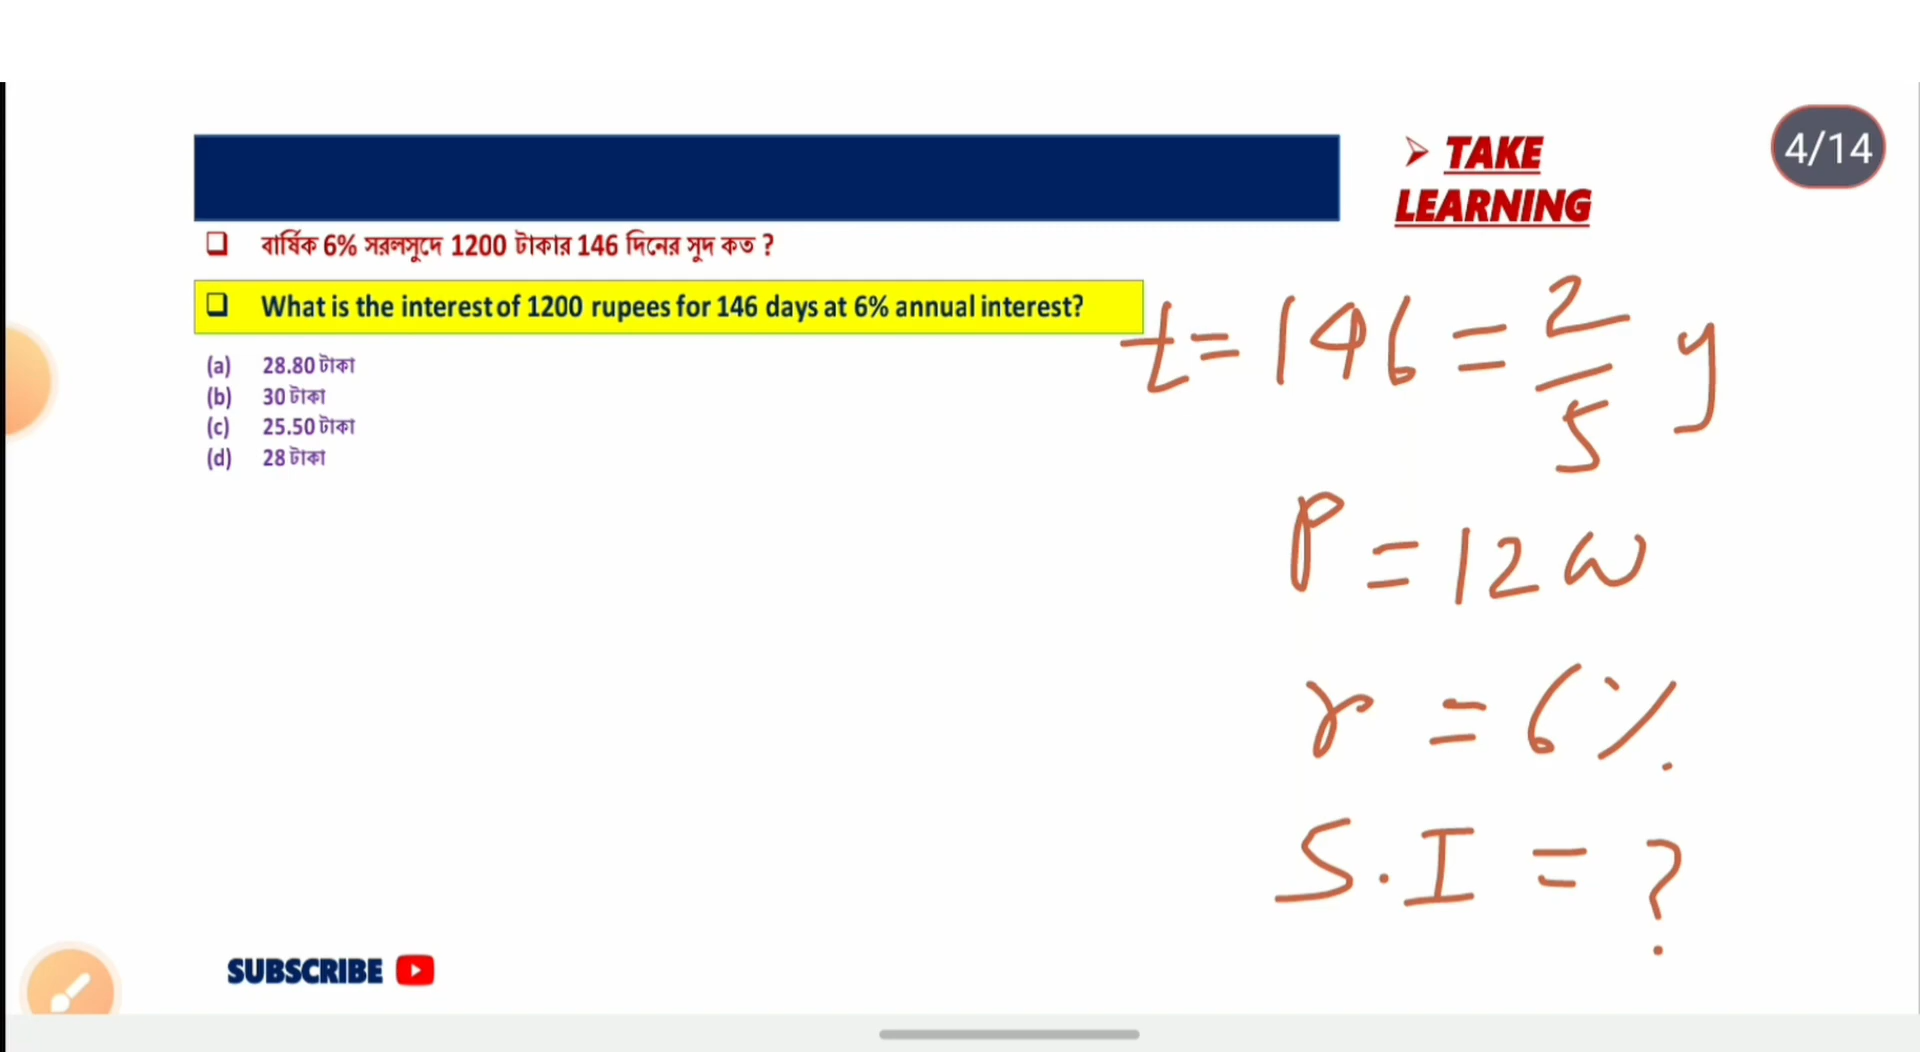 ➢ TAKE
LEARNING
4/14
❑ বার্ষিক 6% সরলসুদে 1200 টাকার 146 দিনের সুদ কত ?
❑ What is the interest of 1200 rupees for 146 days at 6% annual interest?
(a) 28.80 টাকা
(b) 30 টাকা
(c) 25.50 টাকা
(d) 28 টাকা
t = 146 = 2/5 y
P = 1200
r = 6%
S.I = ?
SUBSCRIBE